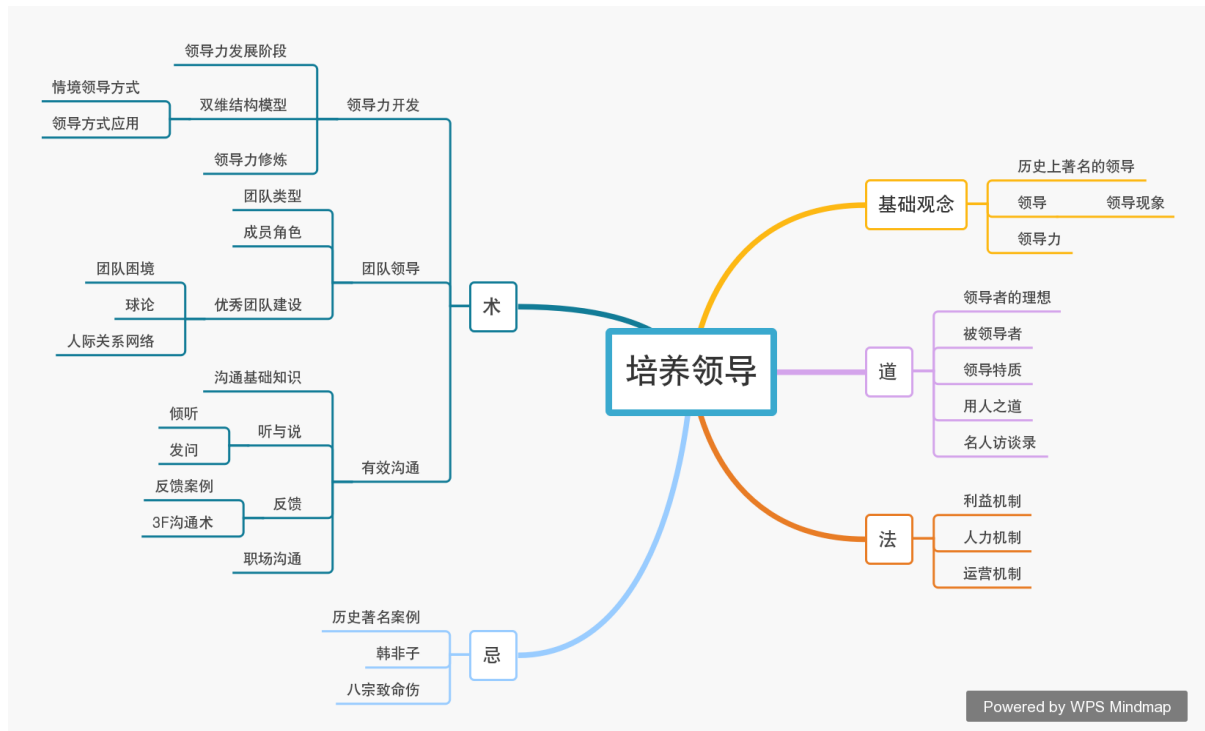 培养领导
基础观念
历史上著名的领导
领导
领导现象
领导力
道
领导者的理想
被领导者
领导特质
用人之道
名人访谈录
法
利益机制
人力机制
运营机制
术
领导力开发
领导力发展阶段
双维结构模型
情境领导方式
领导方式应用
领导力修炼
团队领导
团队类型
成员角色
优秀团队建设
团队困境
球论
人际关系网络
有效沟通
沟通基础知识
听与说
倾听
发问
反馈
反馈案例
3F沟通术
职场沟通
忌
历史著名案例
韩非子
八宗致命伤
Powered by WPS Mindmap